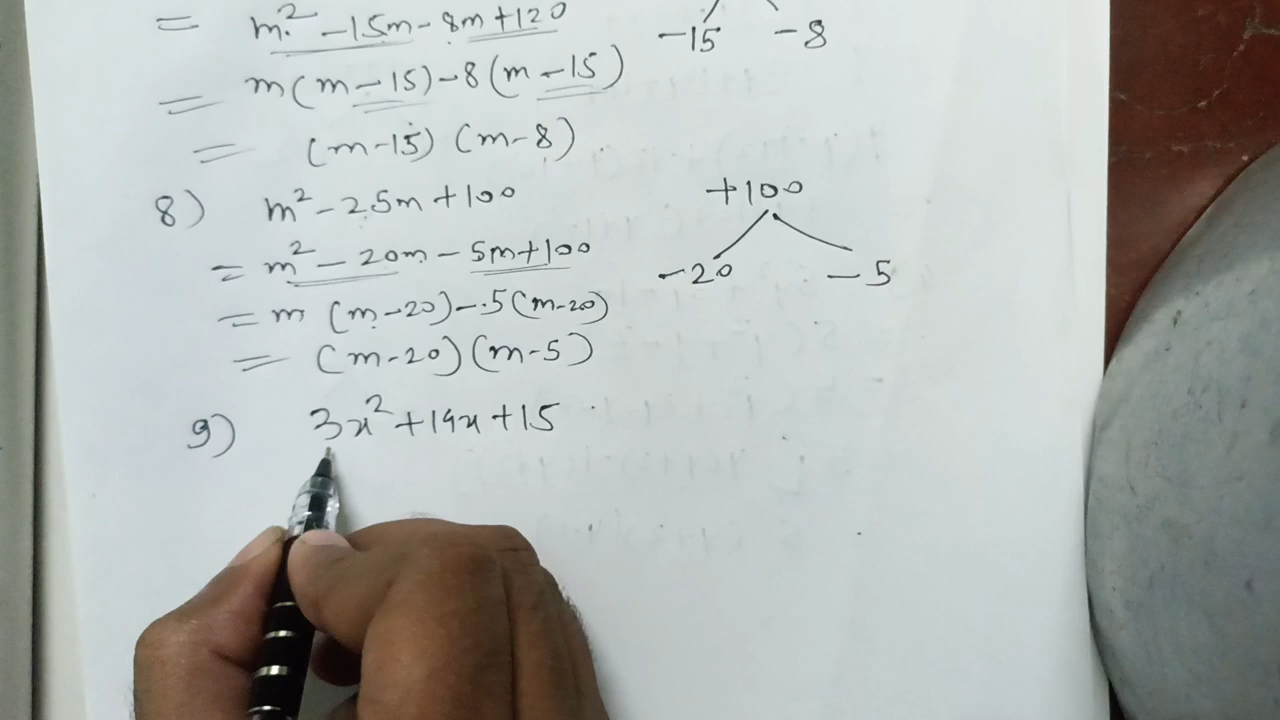 = m² - 15m - 8m + 120
-15 -8
= m(m - 15) - 8(m - 15)
= (m-15) (m-8)
8) m² - 25m + 100
+100
= m² - 20m - 5m + 100
-20 -5
= m (m-20) - 5(m-20)
= (m-20)(m-5)
9) 3x² + 14x + 15